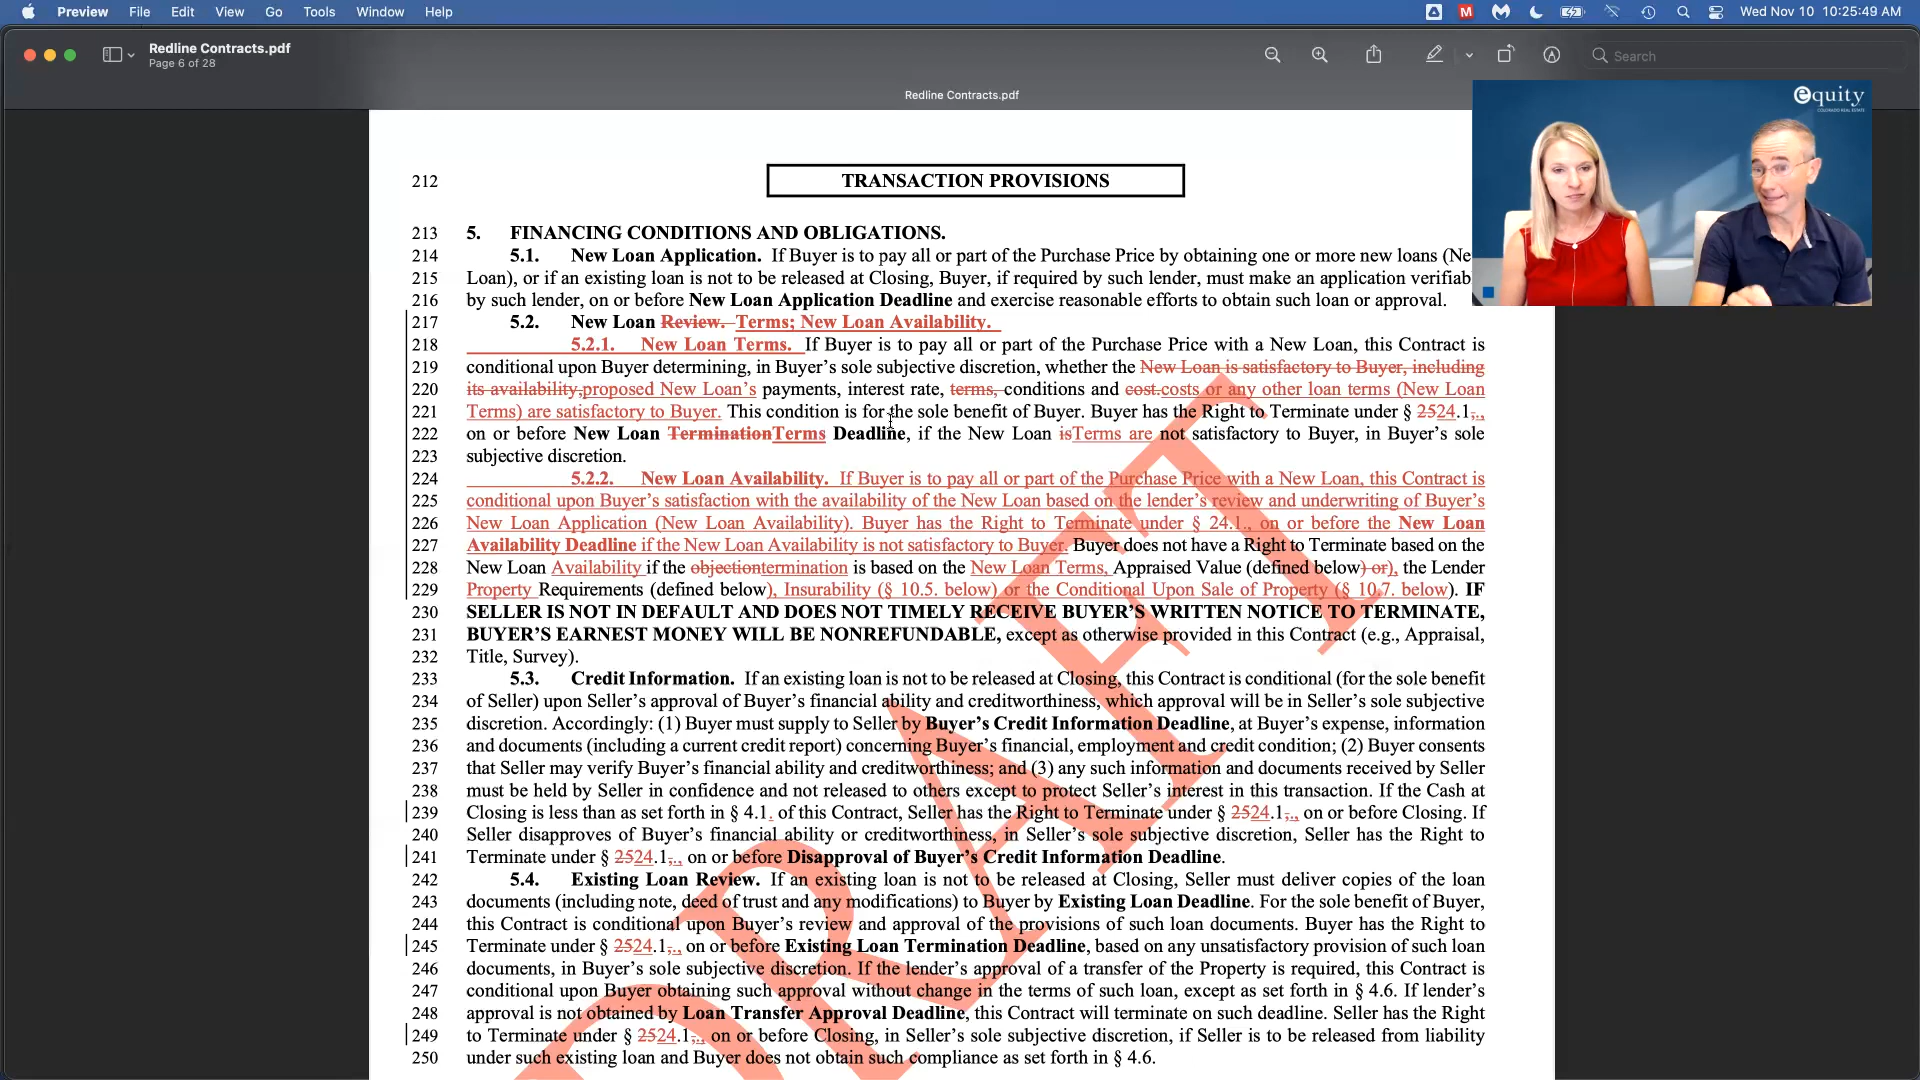 Preview File Edit View Go Tools Window Help
Wed Nov 10 10:25:49 AM
Redline Contracts.pdf
Page 6 of 28
Search
Redline Contracts.pdf
equity
COLORADO REAL ESTATE
212 TRANSACTION PROVISIONS
213 5. FINANCING CONDITIONS AND OBLIGATIONS.
214 5.1. New Loan Application. If Buyer is to pay all or part of the Purchase Price by obtaining one or more new loans (Ne
215 Loan), or if an existing loan is not to be released at Closing, Buyer, if required by such lender, must make an application verifiab
216 by such lender, on or before New Loan Application Deadline and exercise reasonable efforts to obtain such loan or approval.
217 5.2. New Loan Review. Terms; New Loan Availability.
218 5.2.1. New Loan Terms. If Buyer is to pay all or part of the Purchase Price with a New Loan, this Contract is
219 conditional upon Buyer determining, in Buyer's sole subjective discretion, whether the New Loan is satisfactory to Buyer, including
220 its availability,proposed New Loan's payments, interest rate, terms, conditions and cost.costs or any other loan terms (New Loan
221 Terms) are satisfactory to Buyer. This condition is for the sole benefit of Buyer. Buyer has the Right to Terminate under § 2524.1,.,
222 on or before New Loan TerminationTerms Deadline, if the New Loan isTerms are not satisfactory to Buyer, in Buyer's sole
223 subjective discretion.
224 5.2.2. New Loan Availability. If Buyer is to pay all or part of the Purchase Price with a New Loan, this Contract is
225 conditional upon Buyer's satisfaction with the availability of the New Loan based on the lender's review and underwriting of Buyer's
226 New Loan Application (New Loan Availability). Buyer has the Right to Terminate under § 24.1., on or before the New Loan
227 Availability Deadline if the New Loan Availability is not satisfactory to Buyer. Buyer does not have a Right to Terminate based on the
228 New Loan Availability if the objectiontermination is based on the New Loan Terms, Appraised Value (defined below) or), the Lender
229 Property Requirements (defined below), Insurability (§ 10.5. below) or the Conditional Upon Sale of Property (§ 10.7. below). IF
230 SELLER IS NOT IN DEFAULT AND DOES NOT TIMELY RECEIVE BUYER'S WRITTEN NOTICE TO TERMINATE,
231 BUYER'S EARNEST MONEY WILL BE NONREFUNDABLE, except as otherwise provided in this Contract (e.g., Appraisal,
232 Title, Survey).
233 5.3. Credit Information. If an existing loan is not to be released at Closing, this Contract is conditional (for the sole benefit
234 of Seller) upon Seller's approval of Buyer's financial ability and creditworthiness, which approval will be in Seller's sole subjective
235 discretion. Accordingly: (1) Buyer must supply to Seller by Buyer's Credit Information Deadline, at Buyer's expense, information
236 and documents (including a current credit report) concerning Buyer's financial, employment and credit condition; (2) Buyer consents
237 that Seller may verify Buyer's financial ability and creditworthiness; and (3) any such information and documents received by Seller
238 must be held by Seller in confidence and not released to others except to protect Seller's interest in this transaction. If the Cash at
239 Closing is less than as set forth in § 4.1. of this Contract, Seller has the Right to Terminate under § 2524.1,., on or before Closing. If
240 Seller disapproves of Buyer's financial ability or creditworthiness, in Seller's sole subjective discretion, Seller has the Right to
241 Terminate under § 2524.1,., on or before Disapproval of Buyer's Credit Information Deadline.
242 5.4. Existing Loan Review. If an existing loan is not to be released at Closing, Seller must deliver copies of the loan
243 documents (including note, deed of trust and any modifications) to Buyer by Existing Loan Deadline. For the sole benefit of Buyer,
244 this Contract is conditional upon Buyer's review and approval of the provisions of such loan documents. Buyer has the Right to
245 Terminate under § 2524.1,., on or before Existing Loan Termination Deadline, based on any unsatisfactory provision of such loan
246 documents, in Buyer's sole subjective discretion. If the lender's approval of a transfer of the Property is required, this Contract is
247 conditional upon Buyer obtaining such approval without change in the terms of such loan, except as set forth in § 4.6. If lender's
248 approval is not obtained by Loan Transfer Approval Deadline, this Contract will terminate on such deadline. Seller has the Right
249 to Terminate under § 2524.1,., on or before Closing, in Seller's sole subjective discretion, if Seller is to be released from liability
250 under such existing loan and Buyer does not obtain such compliance as set forth in § 4.6.
DRAFT